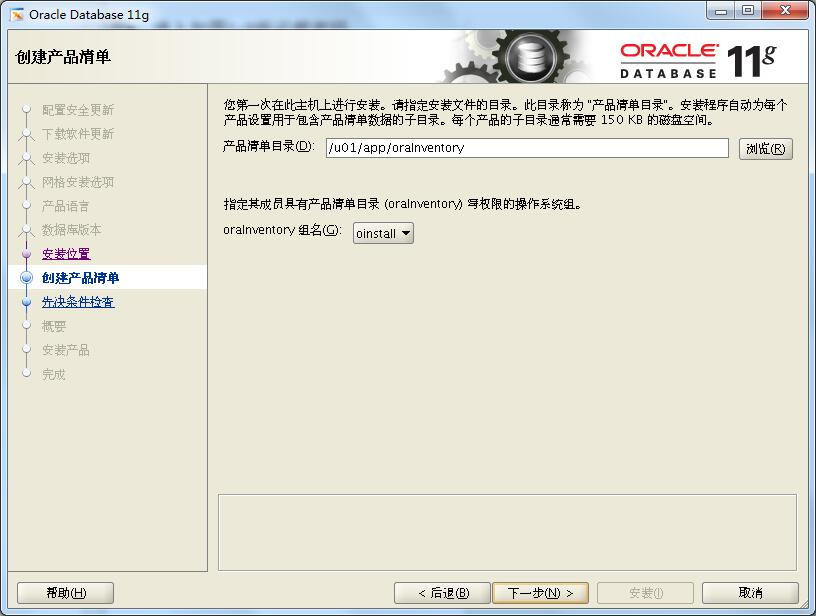 Oracle Database 11g
创建产品清单
ORACLE
DATABASE
11g
配置安全更新
下载软件更新
安装选项
网格安装选项
产品语言
数据库版本
安装位置
创建产品清单
先决条件检查
概要
安装产品
完成
您第一次在此主机上进行安装。请指定安装文件的目录。此目录称为 "产品清单目录"。安装程序自动为每个
产品设置用于包含产品清单数据的子目录。每个产品的子目录通常需要 150 KB 的磁盘空间。
产品清单目录(D): /u01/app/oraInventory 浏览(R)
指定其成员具有产品清单目录 (oraInventory) 写权限的操作系统组。
oraInventory 组名(G): oinstall
帮助(H) < 后退(B) 下一步(N) > 安装(I) 取消